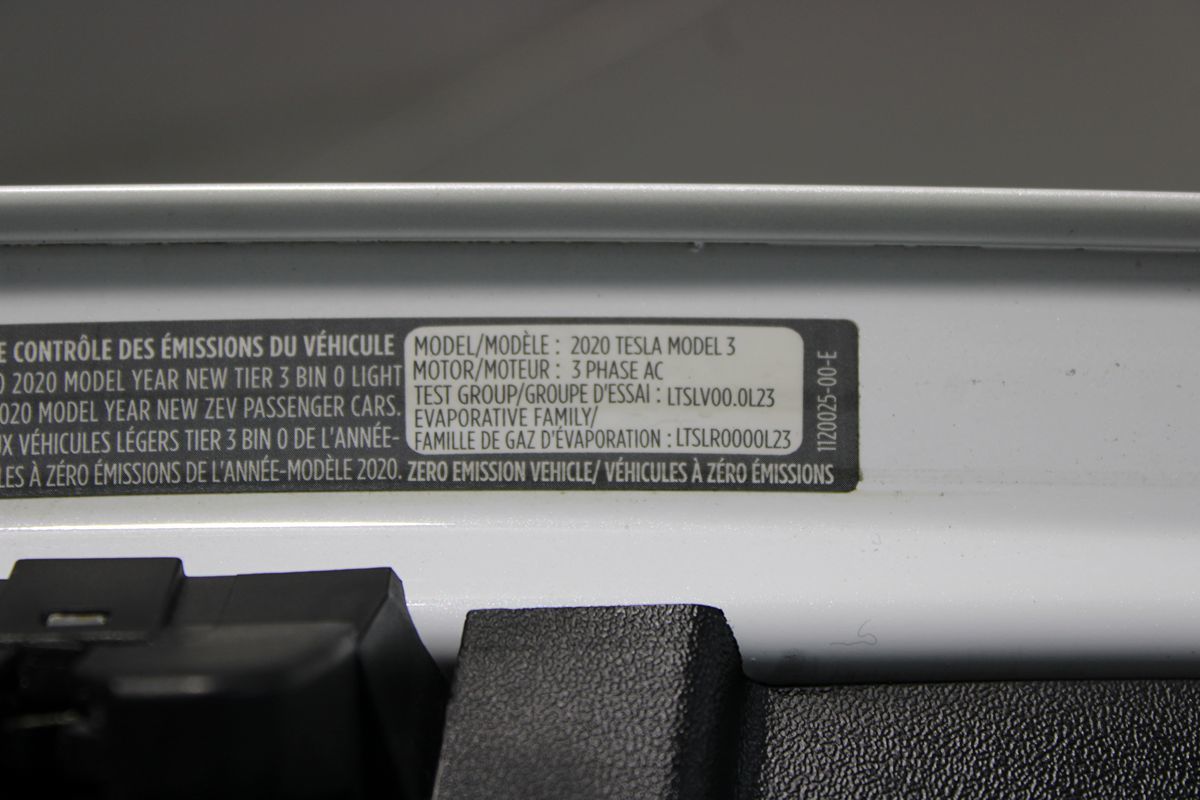 E CONTRÔLE DES ÉMISSIONS DU VÉHICULE
2020 MODEL YEAR NEW TIER 3 BIN 0 LIGHT
2020 MODEL YEAR NEW ZEV PASSENGER CARS.
UX VÉHICULES LÉGERS TIER 3 BIN 0 DE L'ANNÉE-
LES À ZÉRO ÉMISSIONS DE L'ANNÉE-MODÈLE 2020.
MODEL/MODÈLE : 2020 TESLA MODEL 3
MOTOR/MOTEUR : 3 PHASE AC
TEST GROUP/GROUPE D'ESSAI : LTSLV00.0L23
EVAPORATIVE FAMILY/
FAMILLE DE GAZ D'ÉVAPORATION : LTSLR0000L23
ZERO EMISSION VEHICLE/ VÉHICULES À ZÉRO ÉMISSIONS
1120025-00-E